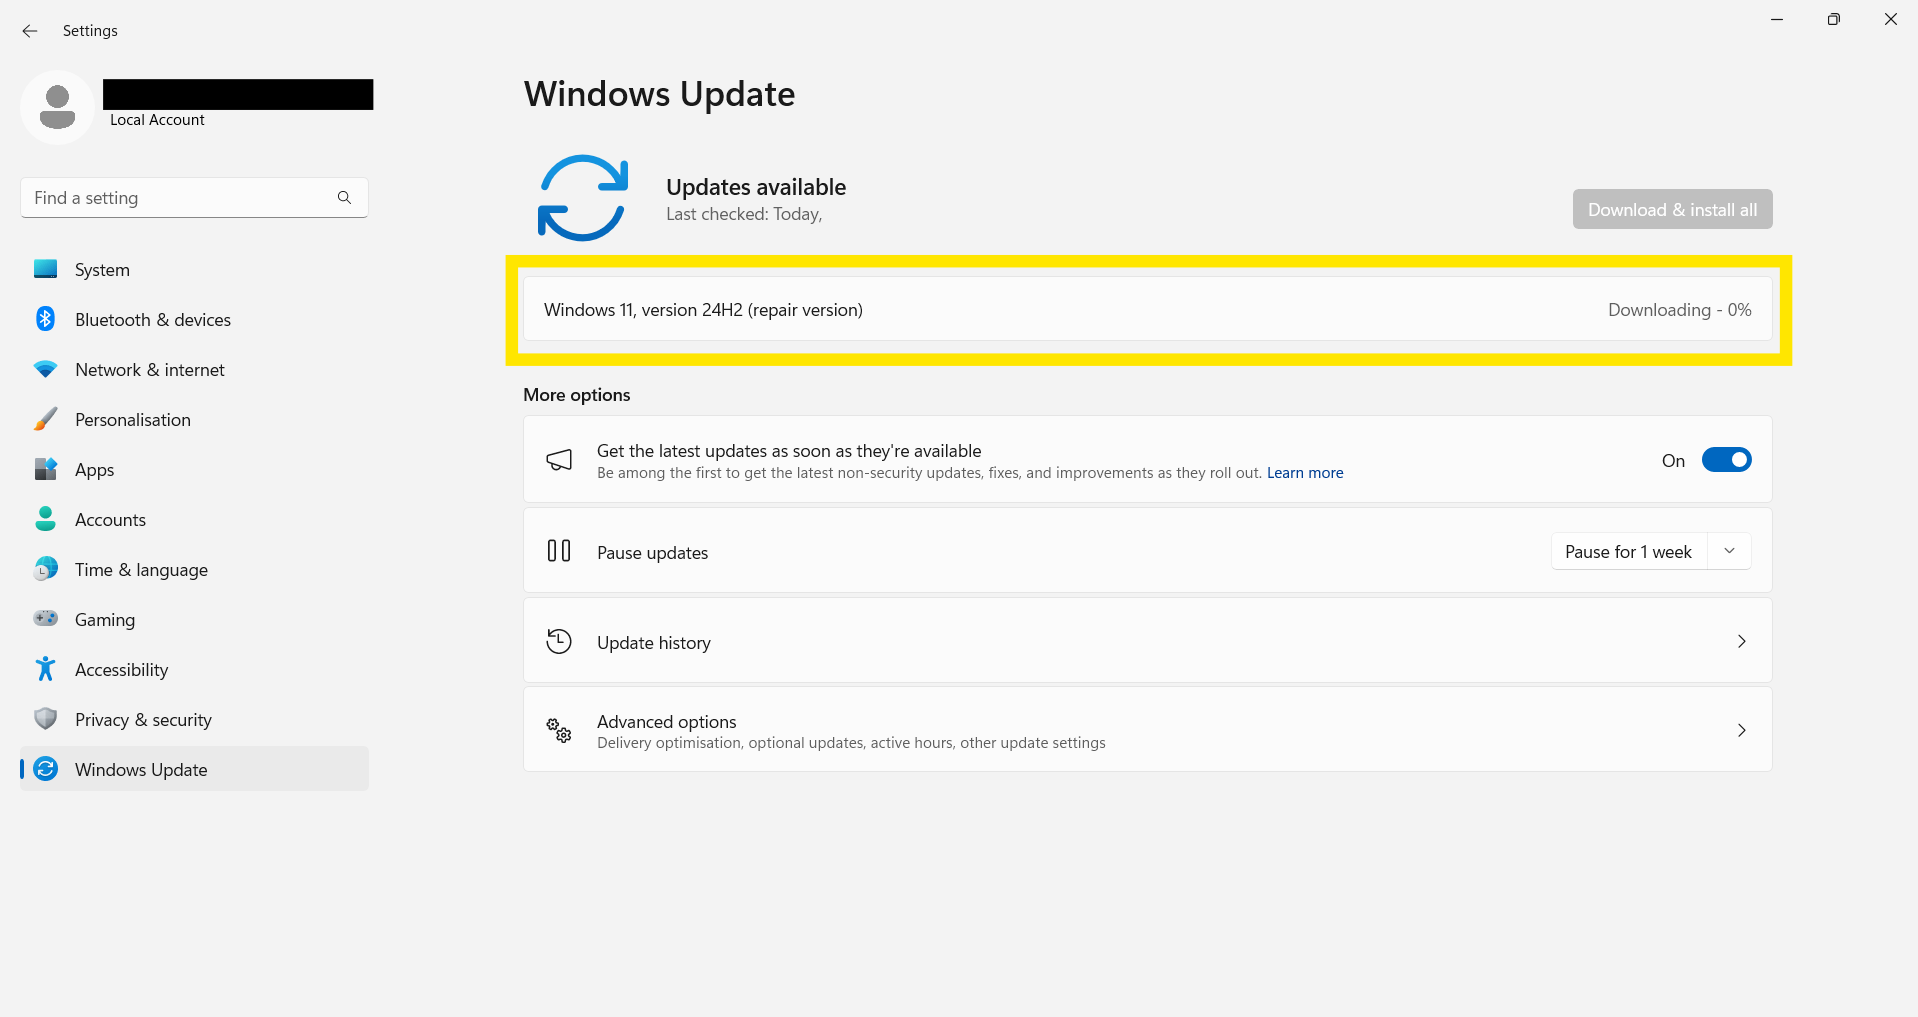 Settings
Local Account
Find a setting
System
Bluetooth & devices
Network & internet
Personalisation
Apps
Accounts
Time & language
Gaming
Accessibility
Privacy & security
Windows Update
Windows Update
Updates available
Last checked: Today,
Download & install all
Windows 11, version 24H2 (repair version)
Downloading - 0%
More options
Get the latest updates as soon as they're available
Be among the first to get the latest non-security updates, fixes, and improvements as they roll out. Learn more
On
Pause updates
Pause for 1 week
Update history
Advanced options
Delivery optimisation, optional updates, active hours, other update settings